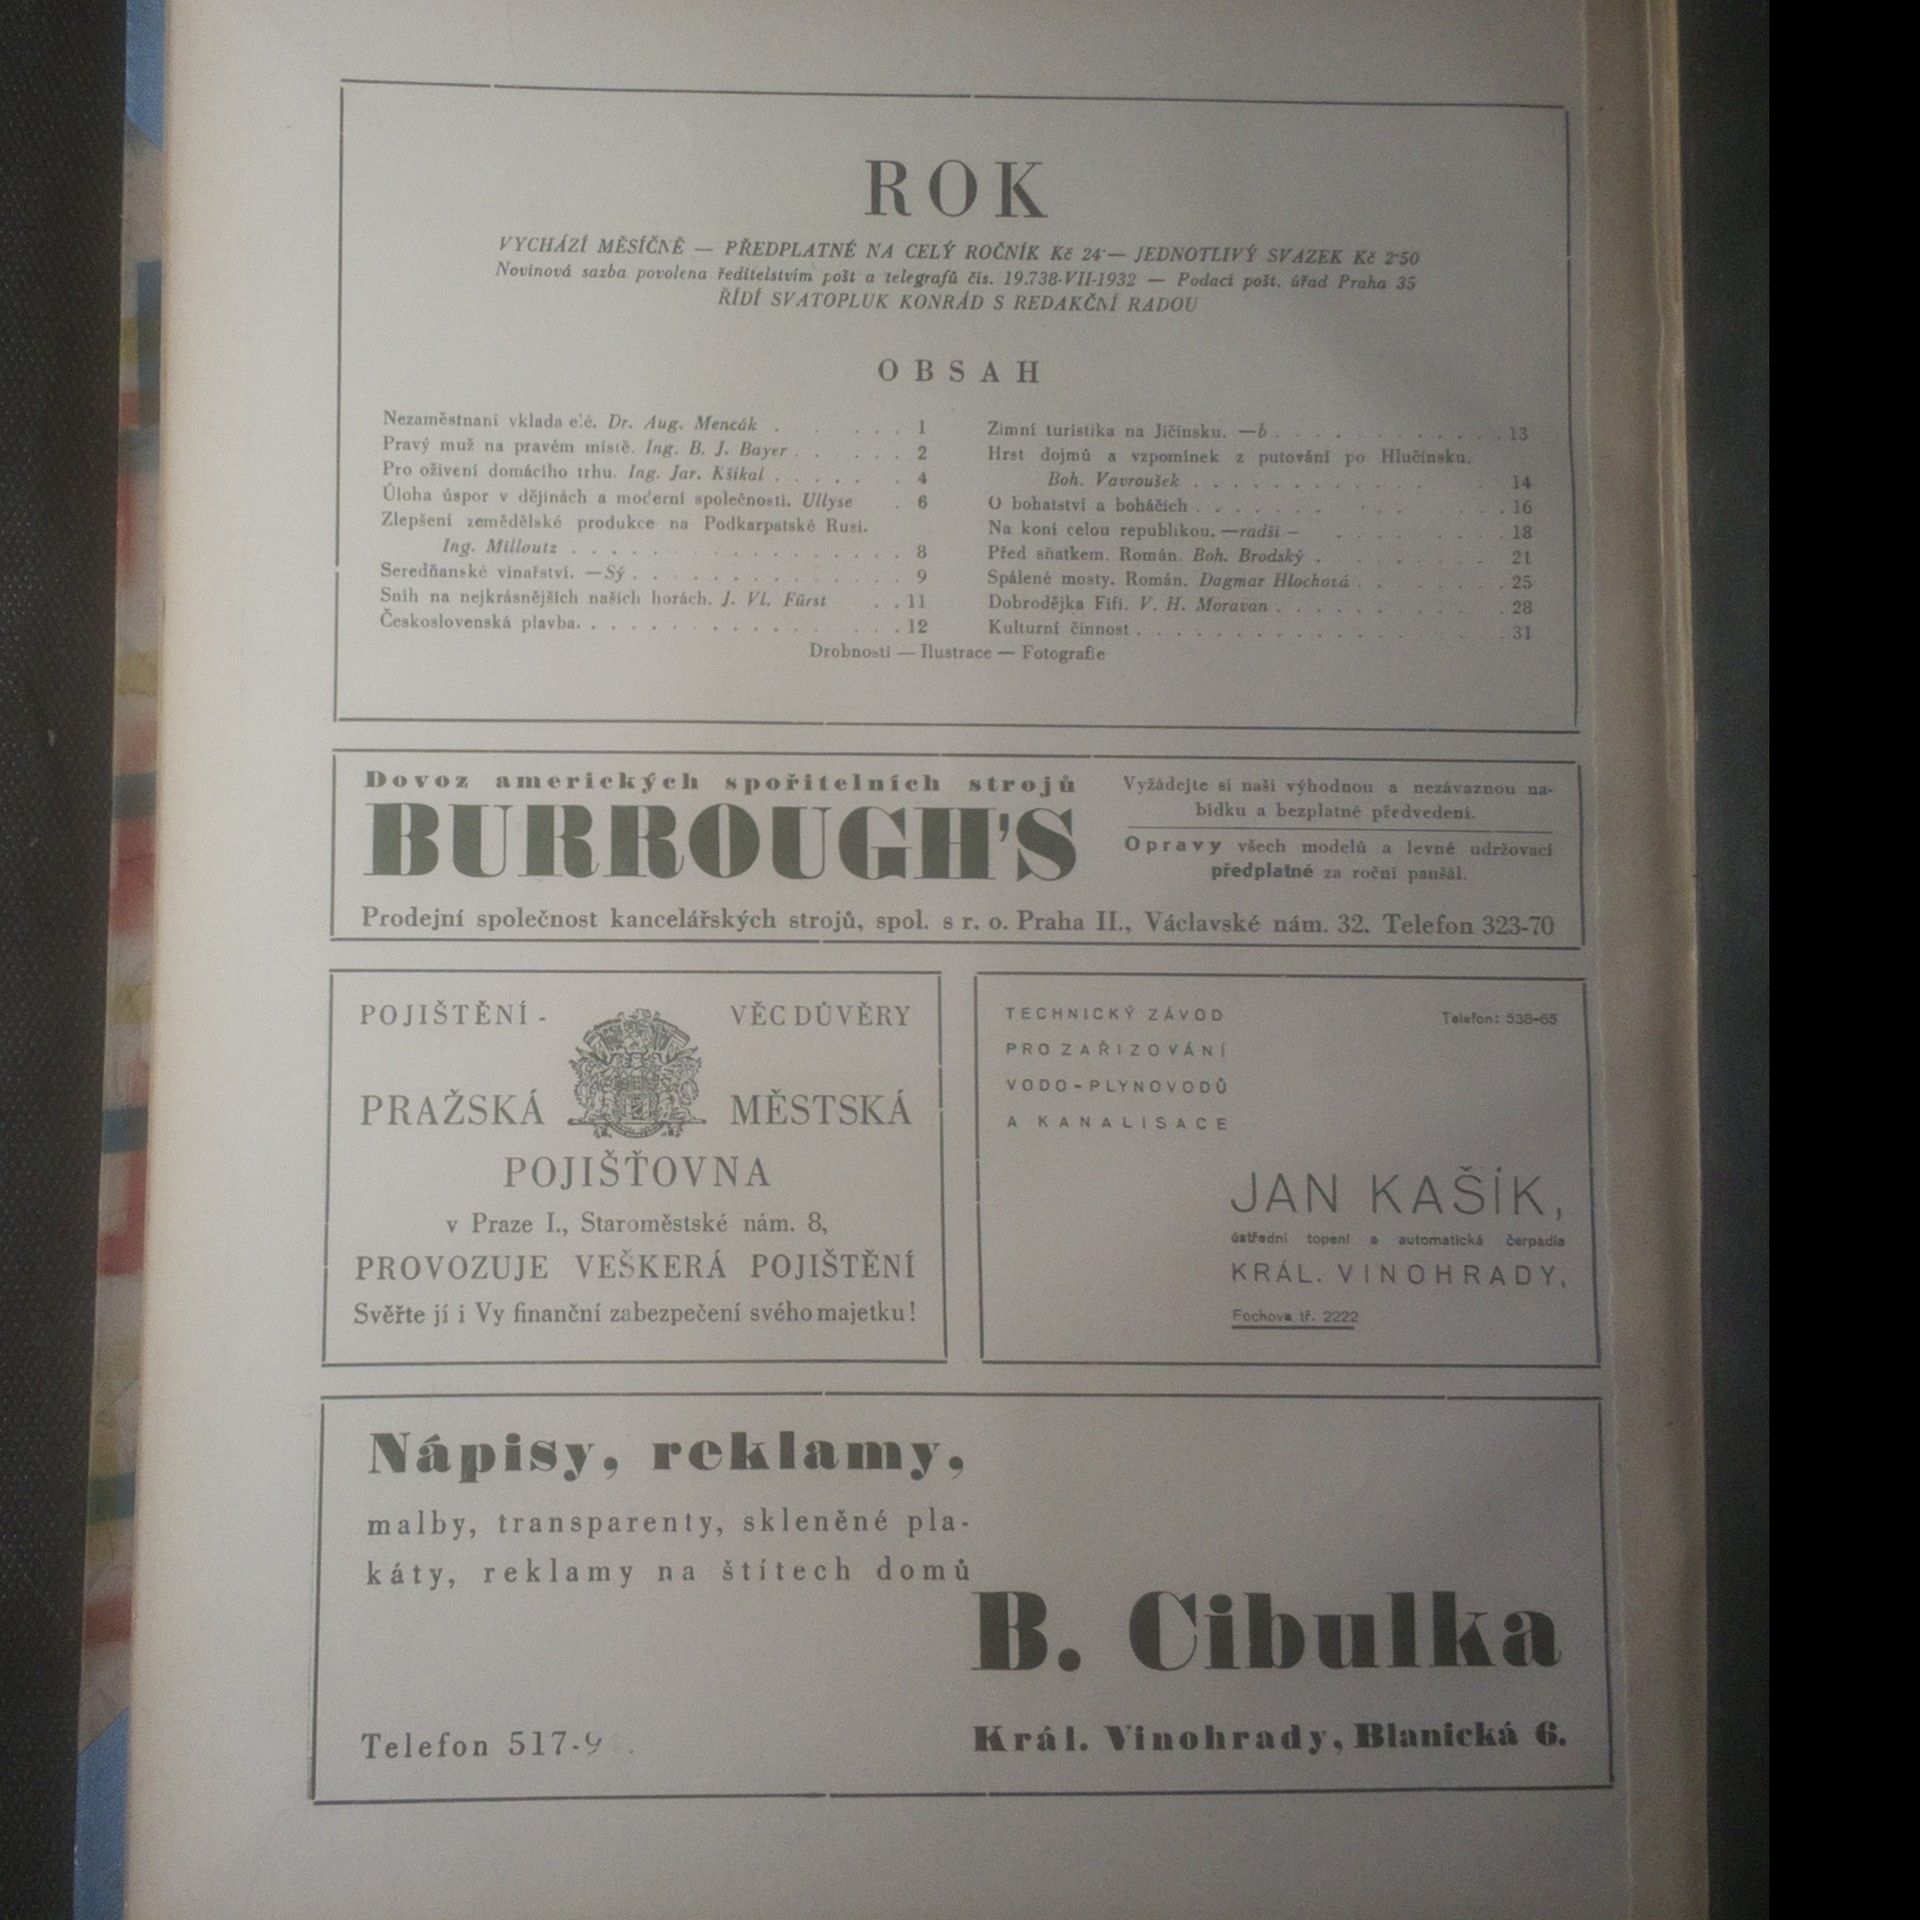 ROK
VYCHÁZÍ MĚSÍČNĚ — PŘEDPLATNÉ NA CELÝ ROČNÍK Kč 24·— JEDNOTLIVÝ SVAZEK Kč 2·50
Novinová sazba povolena ředitelstvím pošt a telegrafů čís. 19.738-VII-1932 — Podací pošt. úřad Praha 35
ŘÍDÍ SVATOPLUK KONRÁD S REDAKČNÍ RADOU
OBSAH
Nezaměstnaní vklada Dr. Aug. Mencák . . . . . 1
Pravý muž na pravém místě. Ing. B. J. Bayer . . . . . . 2
Pro oživení domácího trhu. Ing. Jar. Kšikal . . . . . . 4
Úloha úspor v dějinách a moderní společnosti. Ullyse . 6
Zlepšení zemědělské produkce na Podkarpatské Rusi.
Ing. Milloutz . . . . . . . . . . . . . . . . 8
Seredňanské vinařství. —Sý . . . . . . . . . . . . . 9
Sníh na nejkrásnějších našich horách. J. Vl. Fürst . . 11
Československá plavba. . . . . . . . . . . . . . 12
Zimní turistika na Jičínsku. —b . . . . . . . . . . . 13
Hrst dojmů a vzpomínek z putování po Hlučínsku.
Boh. Vavroušek . . . . . . . . . . . . 14
O bohatství a boháčích . . . . . . . . . . . 16
Na koni celou republikou. —radši — . . . . . . . 18
Před sňatkem. Román. Boh. Brodský . . . . . . . 21
Spálené mosty. Román. Dagmar Hlochová . . . . . . 25
Dobrodějka Fifi. V. H. Moravan . . . . . . . . . 28
Kulturní činnost . . . . . . . . . . . . . . 31
Drobnosti — Ilustrace — Fotografie
Dovoz amerických spořitelních strojů
BURROUGH'S
Vyžádejte si naši výhodnou a nezávaznou na-
bídku a bezplatné předvedení.
Opravy všech modelů a levné udržovací
předplatné za roční paušál.
Prodejní společnost kancelářských strojů, spol. s r. o. Praha II., Václavské nám. 32. Telefon 323-70
POJIŠTĚNÍ - VĚC DŮVĚRY
PRAŽSKÁ MĚSTSKÁ
POJIŠŤOVNA
v Praze I., Staroměstské nám. 8,
PROVOZUJE VEŠKERÁ POJIŠTĚNÍ
Svěřte jí i Vy finanční zabezpečení svého majetku!
TECHNICKÝ ZÁVOD
PRO ZAŘIZOVÁNÍ
VODO-PLYNOVODŮ
A KANALISACE
Telefon: 538-65
JAN KAŠÍK,
ústřední topení a automatická čerpadla
KRÁL. VINOHRADY,
Fochova tř. 2222
Nápisy, reklamy,
malby, transparenty, skleněné pla-
káty, reklamy na štítech domů
B. Cibulka
Telefon 517-9
Král. Vinohrady, Blanická 6.